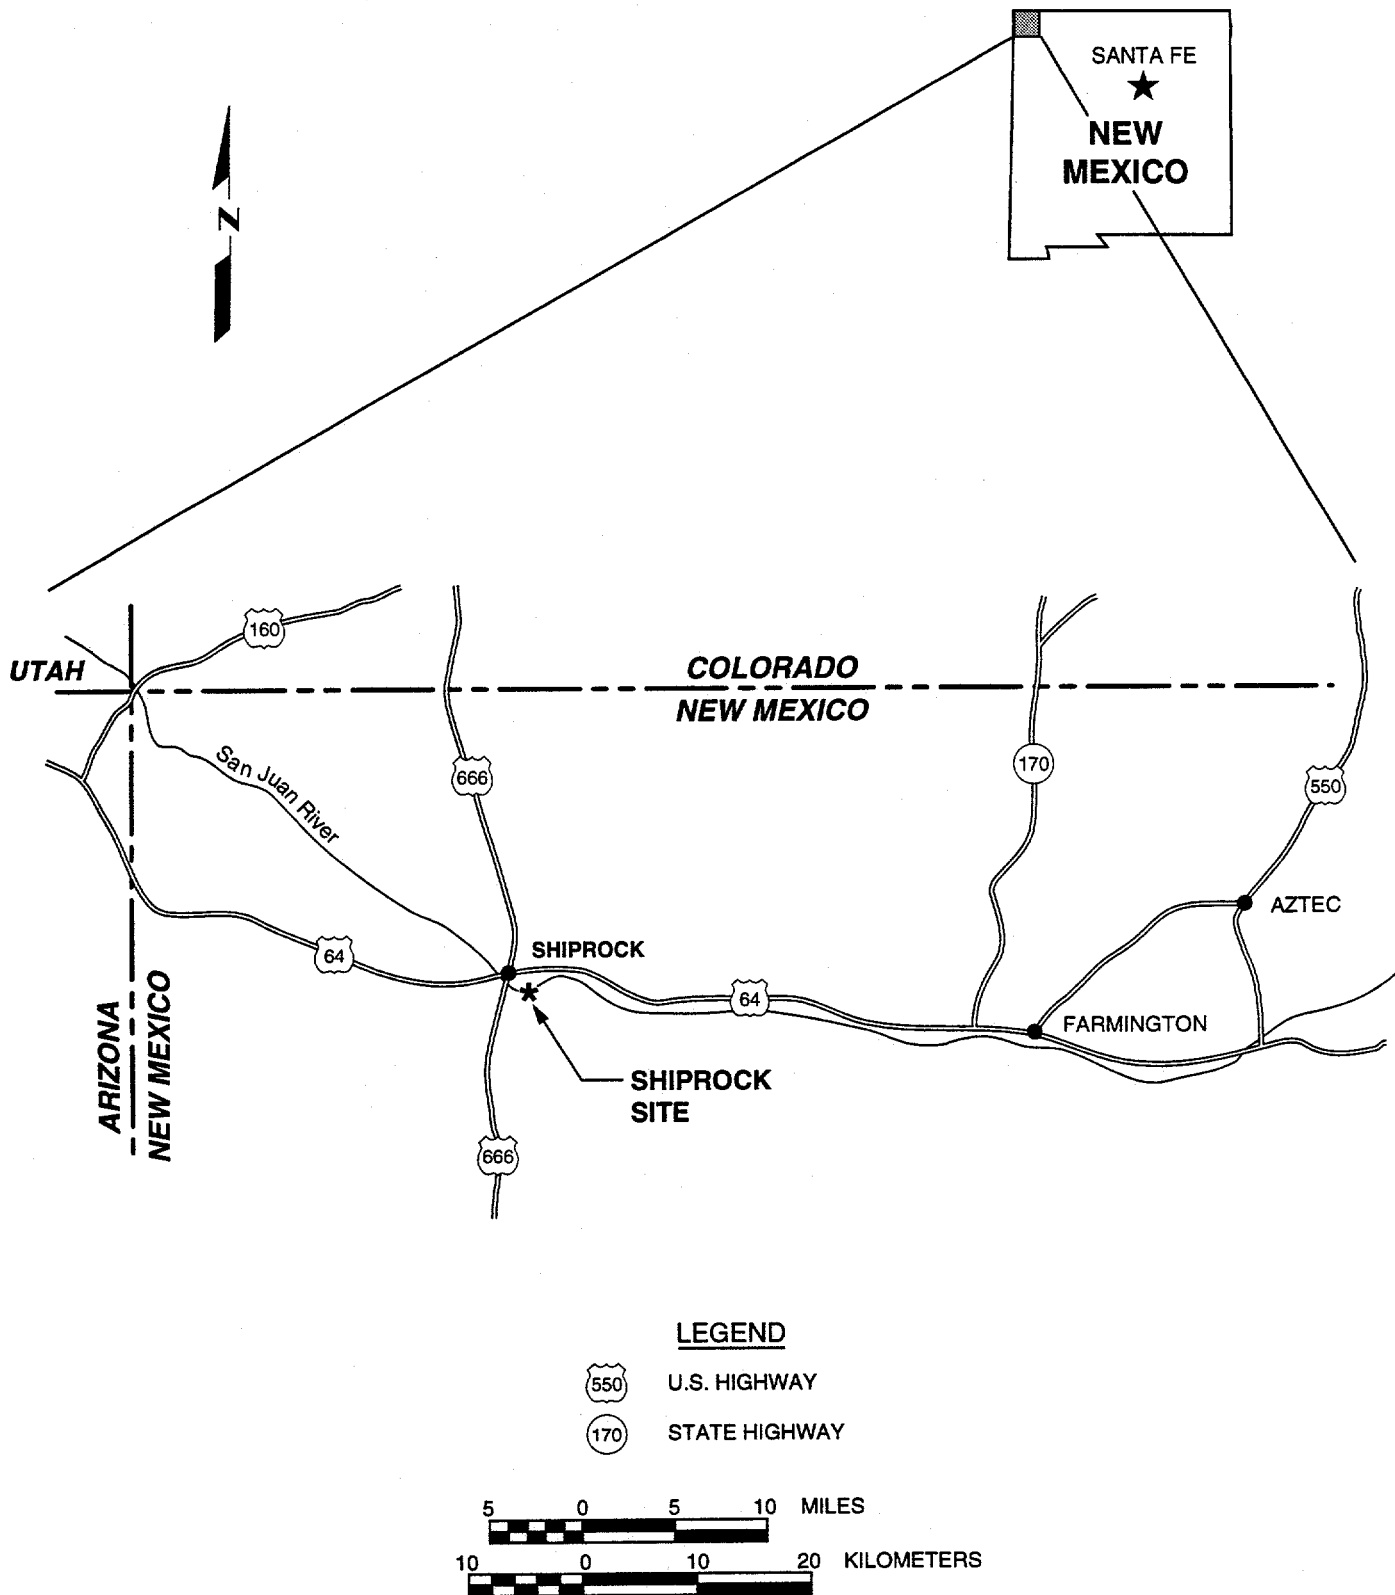 SANTA FE
NEW
MEXICO
N
160
UTAH
COLORADO
NEW MEXICO
San Juan River
666
170
550
AZTEC
SHIPROCK
64
64
FARMINGTON
ARIZONA
NEW MEXICO
SHIPROCK
SITE
666
LEGEND
550 U.S. HIGHWAY
170 STATE HIGHWAY
5 0 5 10 MILES
10 0 10 20 KILOMETERS